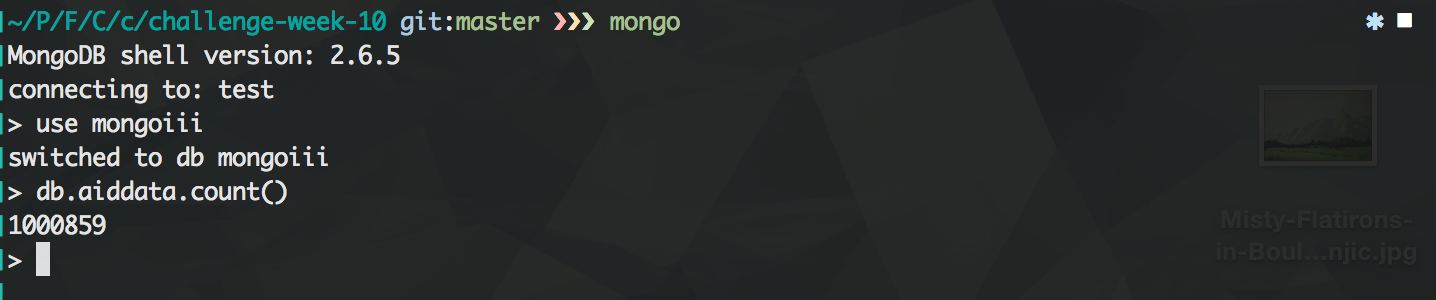 ~/P/F/C/c/challenge-week-10 git:master ❯❯❯ mongo
MongoDB shell version: 2.6.5
connecting to: test
> use mongoiii
switched to db mongoiii
> db.aiddata.count()
1000859
>
Misty-Flatirons-
in-Boul...njic.jpg